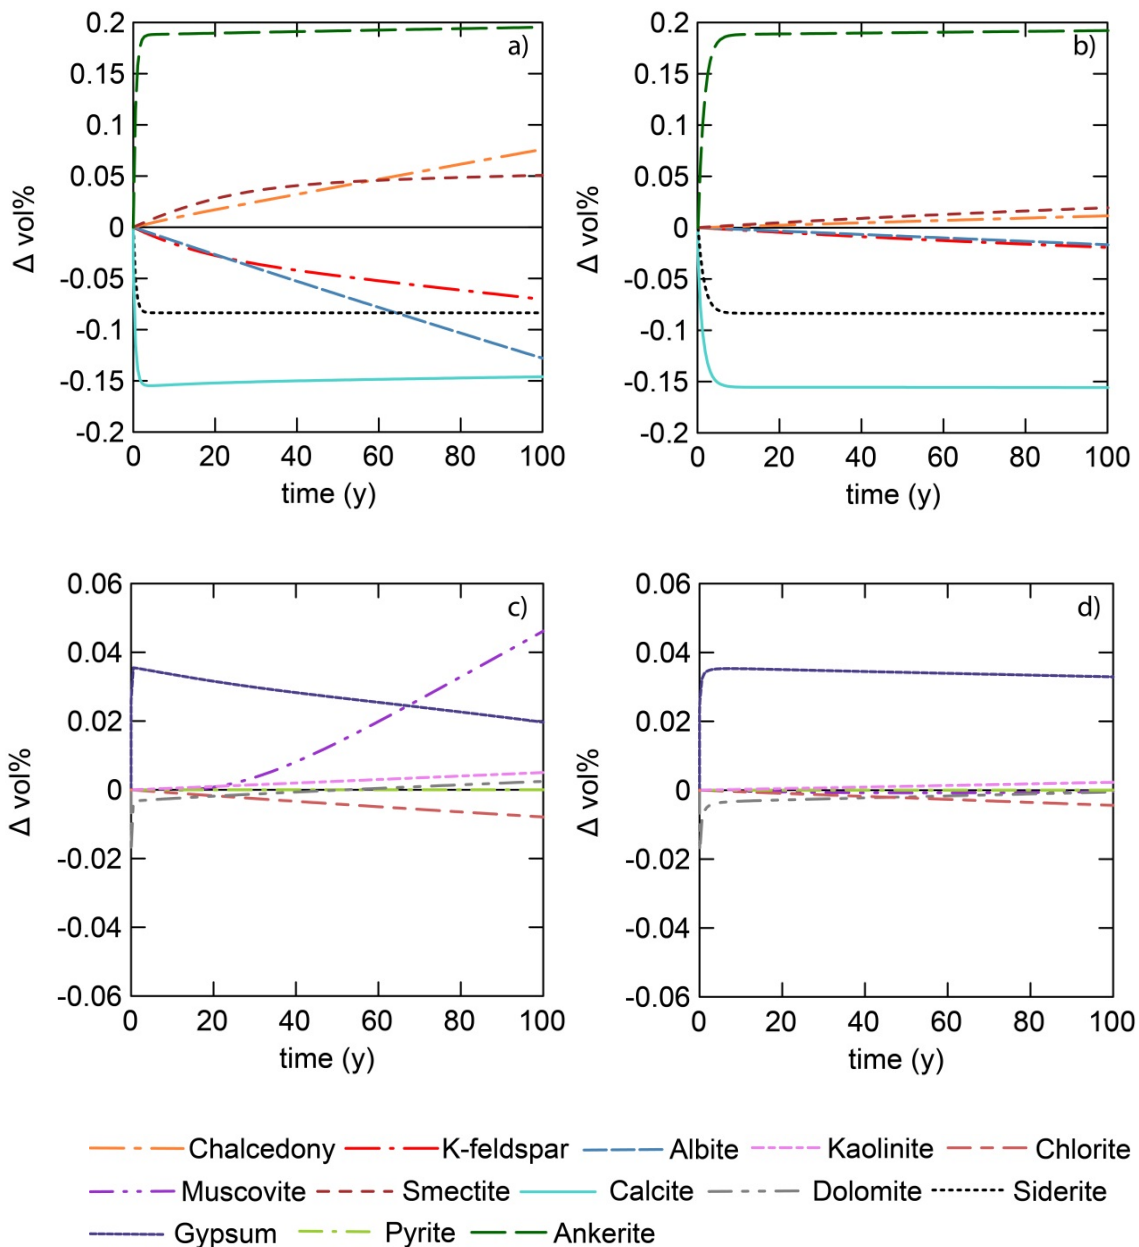 0.2
0.15
0.1
0.05
0
-0.05
-0.1
-0.15
-0.2
Δ vol%
a)
0 20 40 60 80 100
time (y)
0.2
0.15
0.1
0.05
0
-0.05
-0.1
-0.15
-0.2
Δ vol%
b)
0 20 40 60 80 100
time (y)
0.06
0.04
0.02
0
-0.02
-0.04
-0.06
Δ vol%
c)
0 20 40 60 80 100
time (y)
0.06
0.04
0.02
0
-0.02
-0.04
-0.06
Δ vol%
d)
0 20 40 60 80 100
time (y)
Chalcedony K-feldspar Albite Kaolinite Chlorite
Muscovite Smectite Calcite Dolomite Siderite
Gypsum Pyrite Ankerite